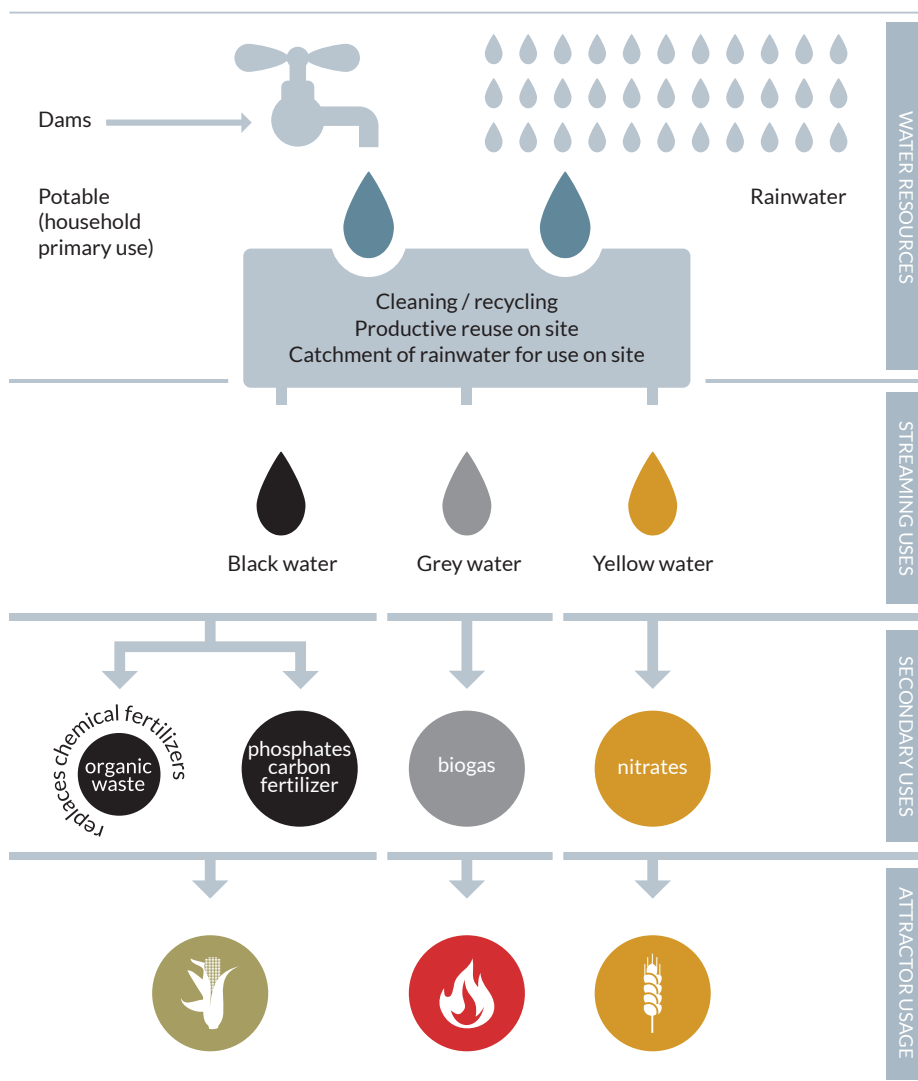 Dams
Potable
(household
primary use)
Rainwater
WATER RESOURCES
Cleaning / recycling
Productive reuse on site
Catchment of rainwater for use on site
Black water
Grey water
Yellow water
STREAMING USES
replaces chemical fertilizers
organic
waste
phosphates
carbon
fertilizer
biogas
nitrates
SECONDARY USES
ATTRACTOR USAGE